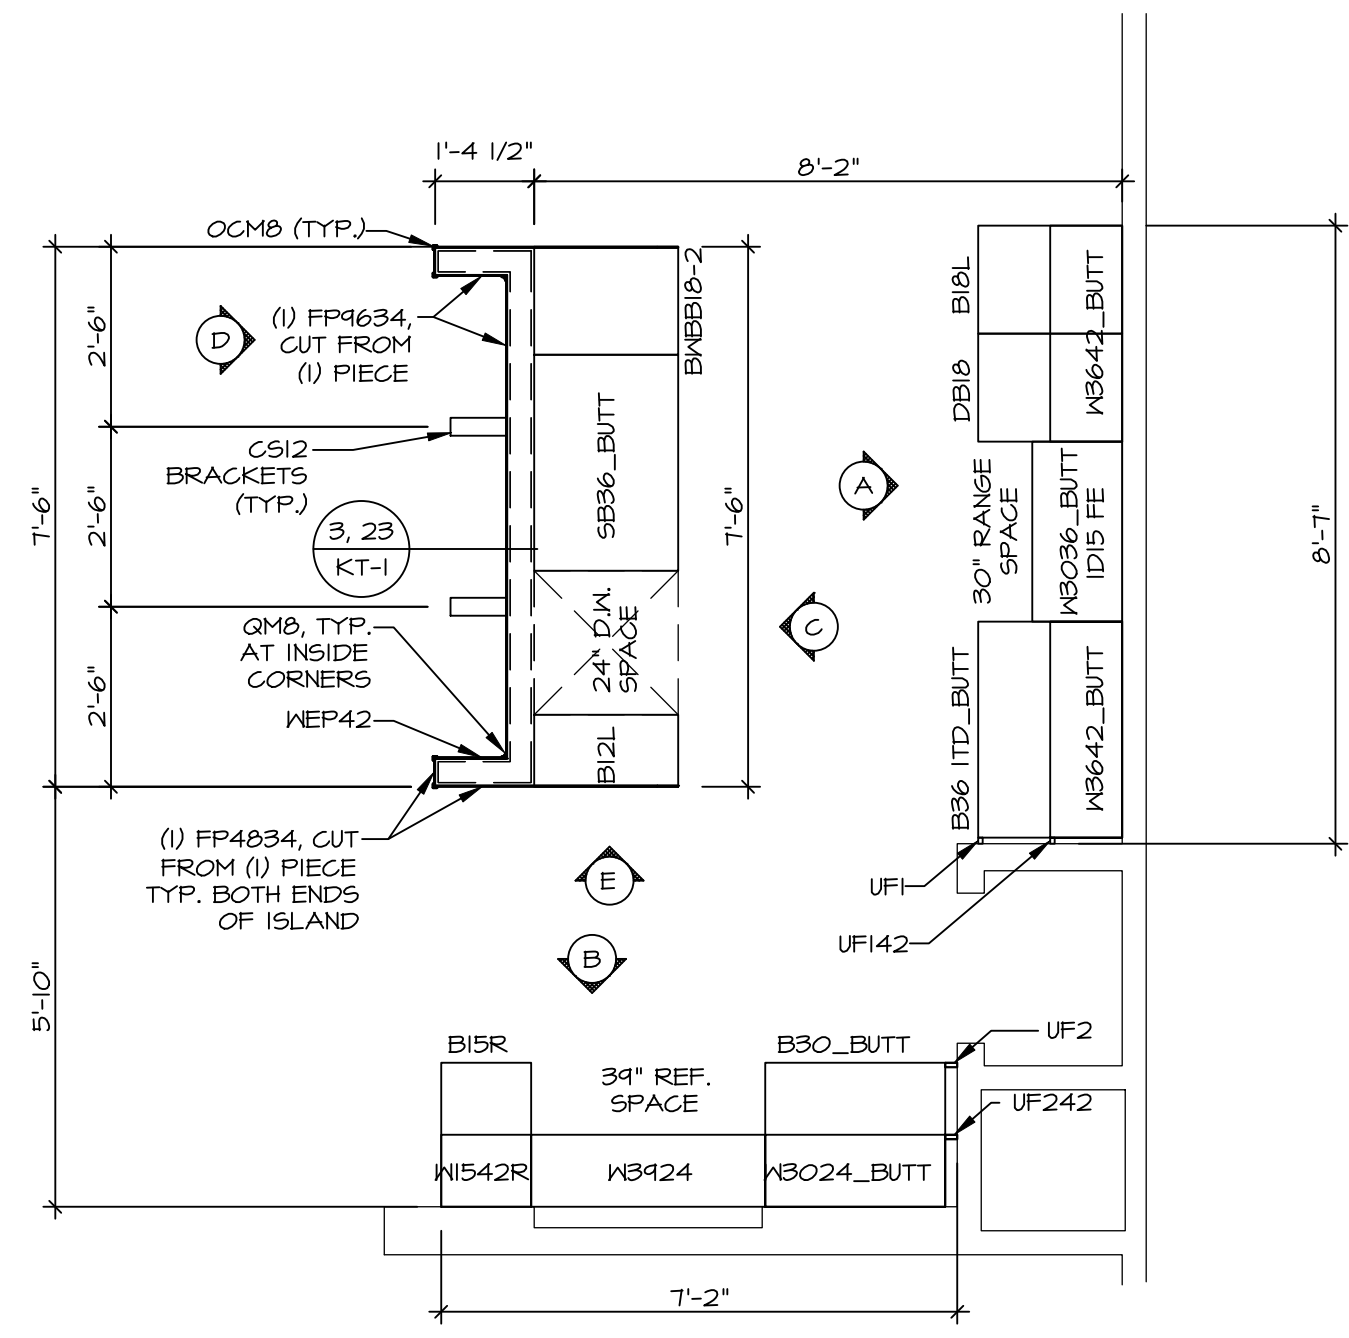 1'-4 1/2"
8'-2"
OCM8 (TYP.)
2'-6"
2'-6"
2'-6"
7'-6"
5'-10"
D
(1) FP9634,
CUT FROM
(1) PIECE
CS12
BRACKETS
(TYP.)
3, 23
KT-1
QM8, TYP.
AT INSIDE
CORNERS
WEP42
(1) FP4834, CUT
FROM (1) PIECE
TYP. BOTH ENDS
OF ISLAND
BWBB18-2
SB36_BUTT
24" D.W.
SPACE
B12L
7'-6"
A
C
E
B
B18L
W3642_BUTT
DB18
30" RANGE
SPACE
W3036_BUTT
1D15 FE
B36 1TD_BUTT
W3642_BUTT
8'-7"
UF1
UF142
UF2
UF242
B15R
39" REF.
SPACE
B30_BUTT
W1542R
W3924
W3024_BUTT
7'-2"